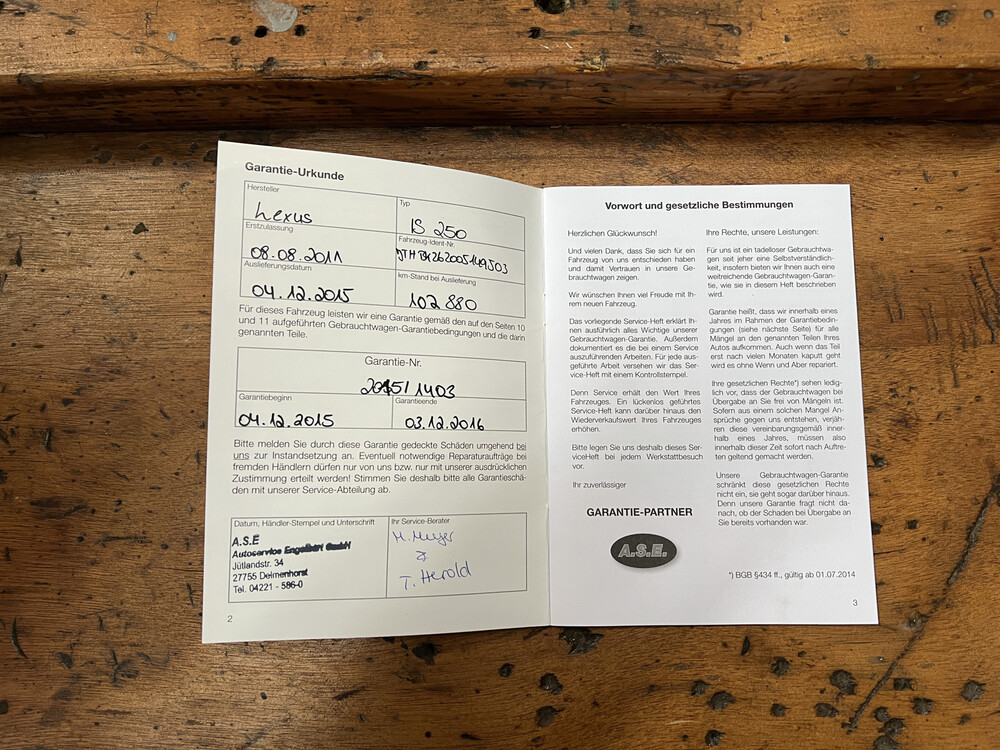 Garantie-Urkunde
Hersteller
Lexus
Typ
IS 250
Erstzulassung
08.08.2011
Fahrzeug-Ident-Nr.
Auslieferungsdatum
04.12.2015
km-Stand bei Auslieferung
102 880
Für dieses Fahrzeug leisten wir eine Garantie gemäß den auf den Seiten 10
und 11 aufgeführten Gebrauchtwagen-Garantiebedingungen und die darin
genannten Teile.
Garantie-Nr.
2015/1403
Garantiebeginn
04.12.2015
Garantieende
03.12.2016
Bitte melden Sie durch diese Garantie gedeckte Schäden umgehend bei
uns zur Instandsetzung an. Eventuell notwendige Reparaturaufträge bei
fremden Händlern dürfen nur von uns bzw. nur mit unserer ausdrücklichen
Zustimmung erteilt werden! Stimmen Sie deshalb bitte alle Garantieschä-
den mit unserer Service-Abteilung ab.
Datum, Händler-Stempel und Unterschrift
A.S.E
Autoservice Engelbart GmbH
Jütlandstr. 34
27755 Delmenhorst
Tel. 04221 - 586-0
Ihr Service-Berater
M. Meyer
&
T. Herold
2
Vorwort und gesetzliche Bestimmungen
Herzlichen Glückwunsch!
Und vielen Dank, dass Sie sich für ein
Fahrzeug von uns entschieden haben
und damit Vertrauen in unsere Ge-
brauchtwagen zeigen.
Wir wünschen Ihnen viel Freude mit Ih-
rem neuen Fahrzeug.
Das vorliegende Service-Heft erklärt Ih-
nen ausführlich alles Wichtige unserer
Gebrauchtwagen-Garantie. Außerdem
dokumentiert es die bei einem Service
auszuführenden Arbeiten. Für jede aus-
geführte Arbeit versehen wir das Ser-
vice-Heft mit einem Kontrollstempel.
Denn Service erhält den Wert Ihres
Fahrzeuges. Ein lückenlos geführtes
Service-Heft kann darüber hinaus den
Wiederverkaufswert Ihres Fahrzeuges
erhöhen.
Bitte legen Sie uns deshalb dieses Ser-
viceHeft bei jedem Werkstattbesuch
vor.
Ihr zuverlässiger
GARANTIE-PARTNER
A.S.E.
Ihre Rechte, unsere Leistungen:
Für uns ist ein tadelloser Gebrauchtwa-
gen seit jeher eine Selbstverständlich-
keit, insofern bieten wir Ihnen auch eine
weitreichende Gebrauchtwagen-Garan-
tie, wie sie in diesem Heft beschrieben
wird.
Garantie heißt, dass wir innerhalb eines
Jahres im Rahmen der Garantiebedin-
gungen (siehe nächste Seite) für alle
Mängel an den genannten Teilen Ihres
Autos aufkommen. Auch wenn das Teil
erst nach vielen Monaten kaputt geht
wird es ohne Wenn und Aber repariert.
Ihre gesetzlichen Rechte*) sehen ledig-
lich vor, dass der Gebrauchtwagen bei
Übergabe an Sie frei von Mängeln ist.
Sofern aus einem solchen Mangel An-
sprüche gegen uns entstehen, verjäh-
ren diese vereinbarungsgemäß inner-
halb eines Jahres, müssen also
innerhalb dieser Zeit sofort nach Auftre-
ten geltend gemacht werden.
Unsere Gebrauchtwagen-Garantie
schränkt diese gesetzlichen Rechte
nicht ein, sie geht sogar darüber hinaus.
Denn unsere Garantie fragt nicht da-
nach, ob der Schaden bei Übergabe an
Sie bereits vorhanden war.
*) BGB §434 ff., gültig ab 01.07.2014
3